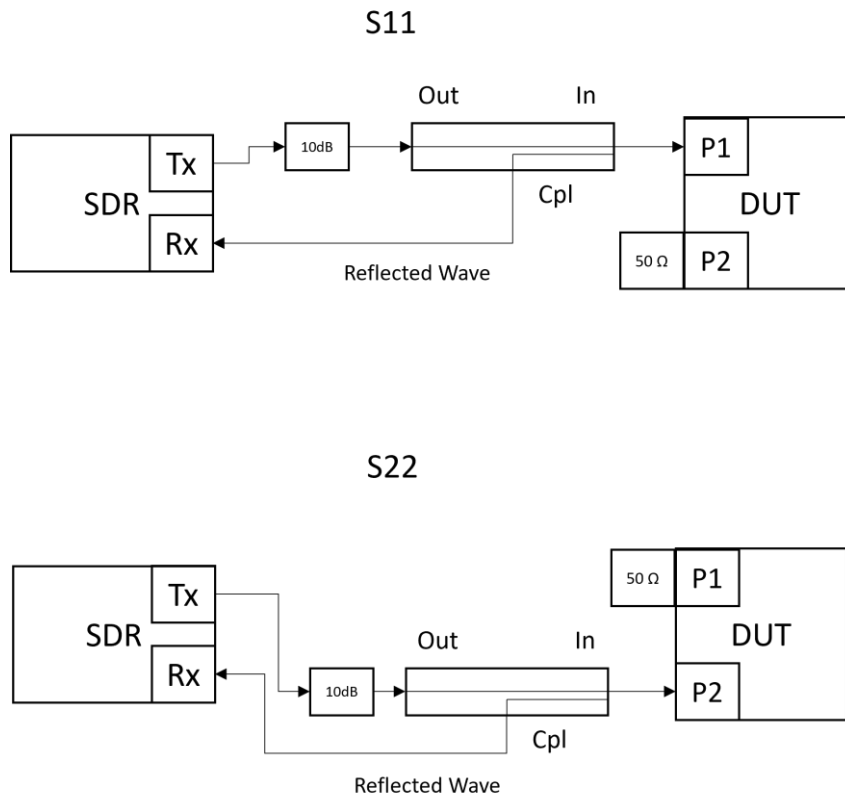 S11
Out In
Tx 10dB P1
SDR DUT
Cpl
Rx 50 Ω P2
Reflected Wave
S22
Tx 50 Ω P1
SDR Out In DUT
Rx 10dB P2
Cpl
Reflected Wave